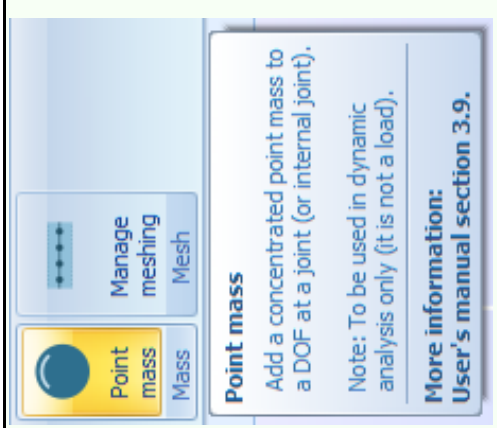 Point
mass
Mass
Manage
meshing
Mesh
Point mass
Add a concentrated point mass to
a DOF at a joint (or internal joint).
Note: To be used in dynamic
analysis only (it is not a load).
More information:
User's manual section 3.9.